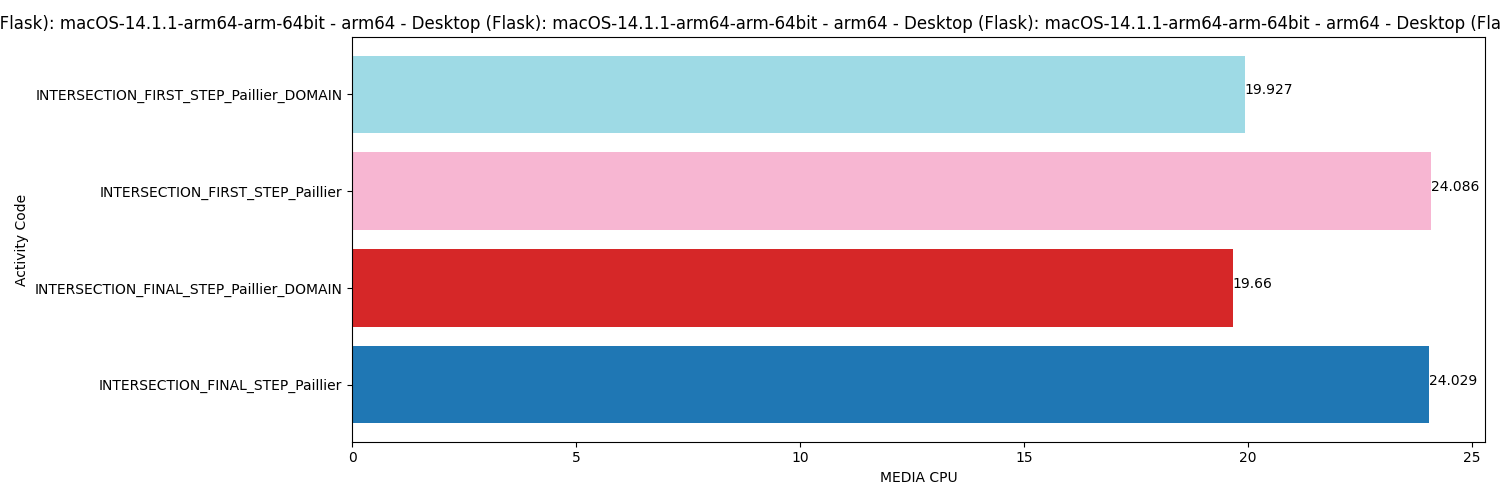 Flask): macOS-14.1.1-arm64-arm-64bit - arm64 - Desktop (Flask): macOS-14.1.1-arm64-arm-64bit - arm64 - Desktop (Flask): macOS-14.1.1-arm64-arm-64bit - arm64 - Desktop (Fla
INTERSECTION_FIRST_STEP_Paillier_DOMAIN
19.927
INTERSECTION_FIRST_STEP_Paillier
24.086
INTERSECTION_FINAL_STEP_Paillier_DOMAIN
19.66
INTERSECTION_FINAL_STEP_Paillier
24.029
Activity Code
0 5 10 15 20 25
MEDIA CPU